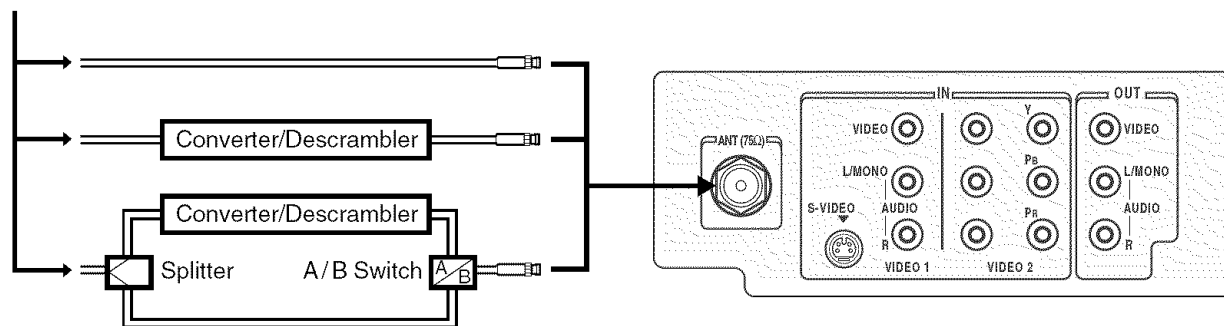 Converter/Descrambler
Converter/Descrambler
Splitter
A/B Switch
A
B
ANT (75Ω)
IN
OUT
VIDEO
L/MONO
AUDIO
R
S-VIDEO
VIDEO 1
Y
PB
PR
VIDEO 2
VIDEO
L/MONO
AUDIO
R